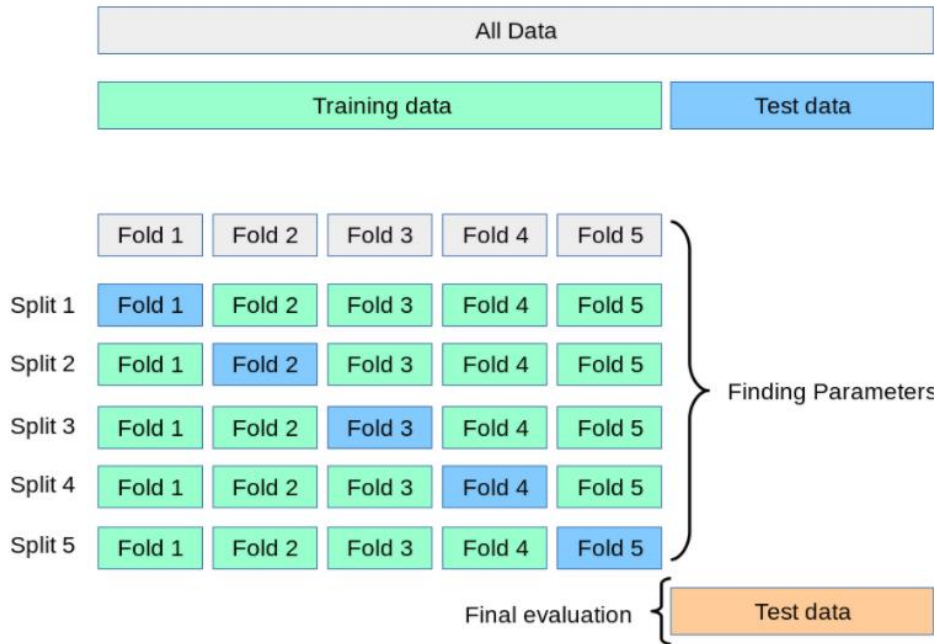 All Data
Training data Test data
Fold 1 Fold 2 Fold 3 Fold 4 Fold 5
Split 1 Fold 1 Fold 2 Fold 3 Fold 4 Fold 5
Split 2 Fold 1 Fold 2 Fold 3 Fold 4 Fold 5
Finding Parameters
Split 3 Fold 1 Fold 2 Fold 3 Fold 4 Fold 5
Split 4 Fold 1 Fold 2 Fold 3 Fold 4 Fold 5
Split 5 Fold 1 Fold 2 Fold 3 Fold 4 Fold 5
Final evaluation Test data